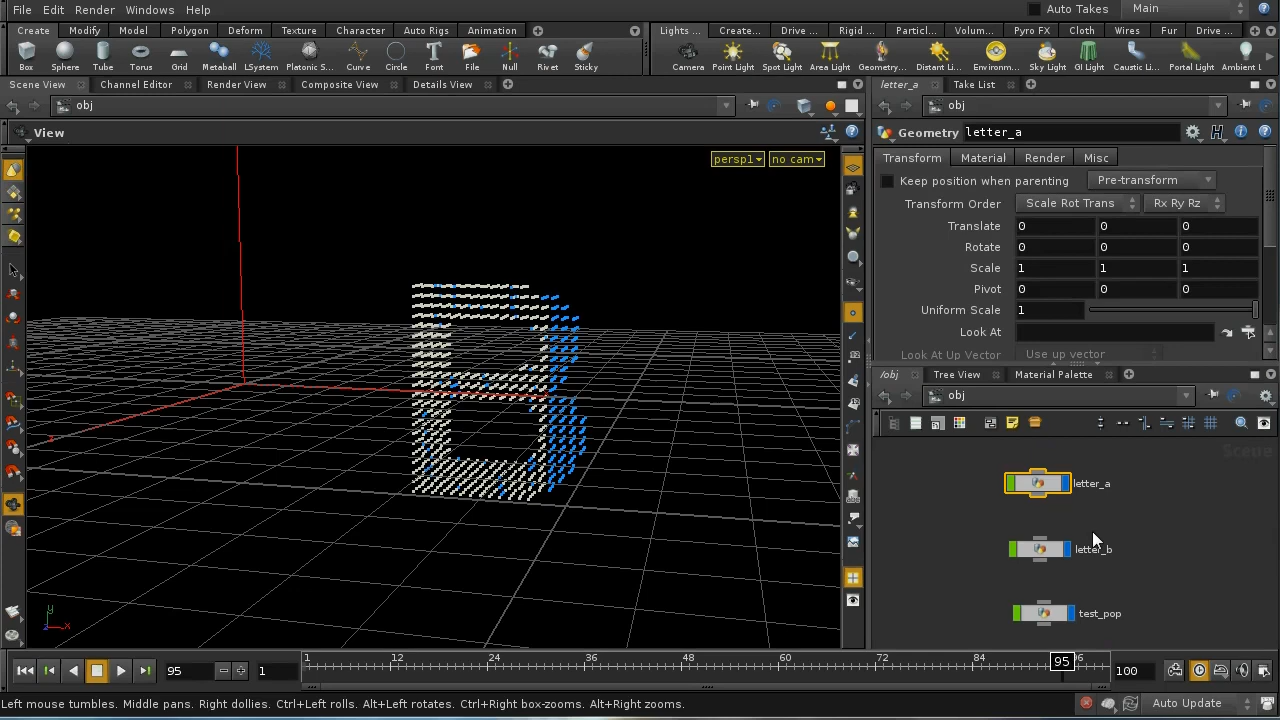 File Edit Render Windows Help Auto Takes Main
Create Modify Model Polygon Deform Texture Character Auto Rigs Animation Lights ... Create... Drive ... Rigid ... Particl... Volum... Pyro FX Cloth Wires Fur Drive ...
Box Sphere Tube Torus Grid Metaball LSystem Platonic S... Curve Circle Font File Null Rivet Sticky Camera Point Light Spot Light Area Light Geometry... Distant Li... Environm... Sky Light GI Light Caustic Li... Portal Light Ambient L
Scene View Channel Editor Render View Composite View Details View letter_a Take List
obj obj
View Geometry letter_a
persp1 no cam Transform Material Render Misc
Keep position when parenting Pre-transform
Transform Order Scale Rot Trans Rx Ry Rz
Translate 0 0 0
Rotate 0 0 0
Scale 1 1 1
Pivot 0 0 0
Uniform Scale 1
Look At
Look At Up Vector Use up vector
/obj Tree View Material Palette
obj
Scene
letter_a
letter_b
test_pop
y
z x
95 1 1 12 24 36 48 60 72 84 95 96 100
Left mouse tumbles. Middle pans. Right dollies. Ctrl+Left rolls. Alt+Left rotates. Ctrl+Right box-zooms. Alt+Right zooms. Auto Update